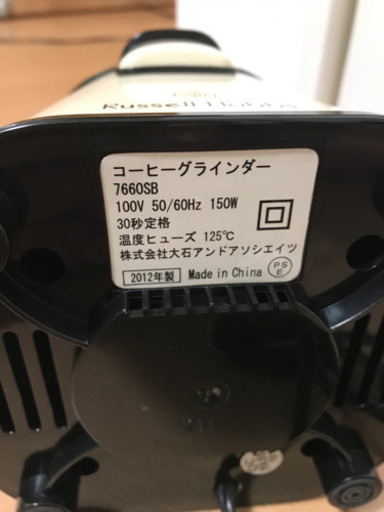 Russell Hobbs
コーヒーグラインダー
7660SB
100V 50/60Hz 150W
30秒定格
温度ヒューズ 125℃
株式会社大石アンドアソシエイツ
2012年製 Made in China
PS
E